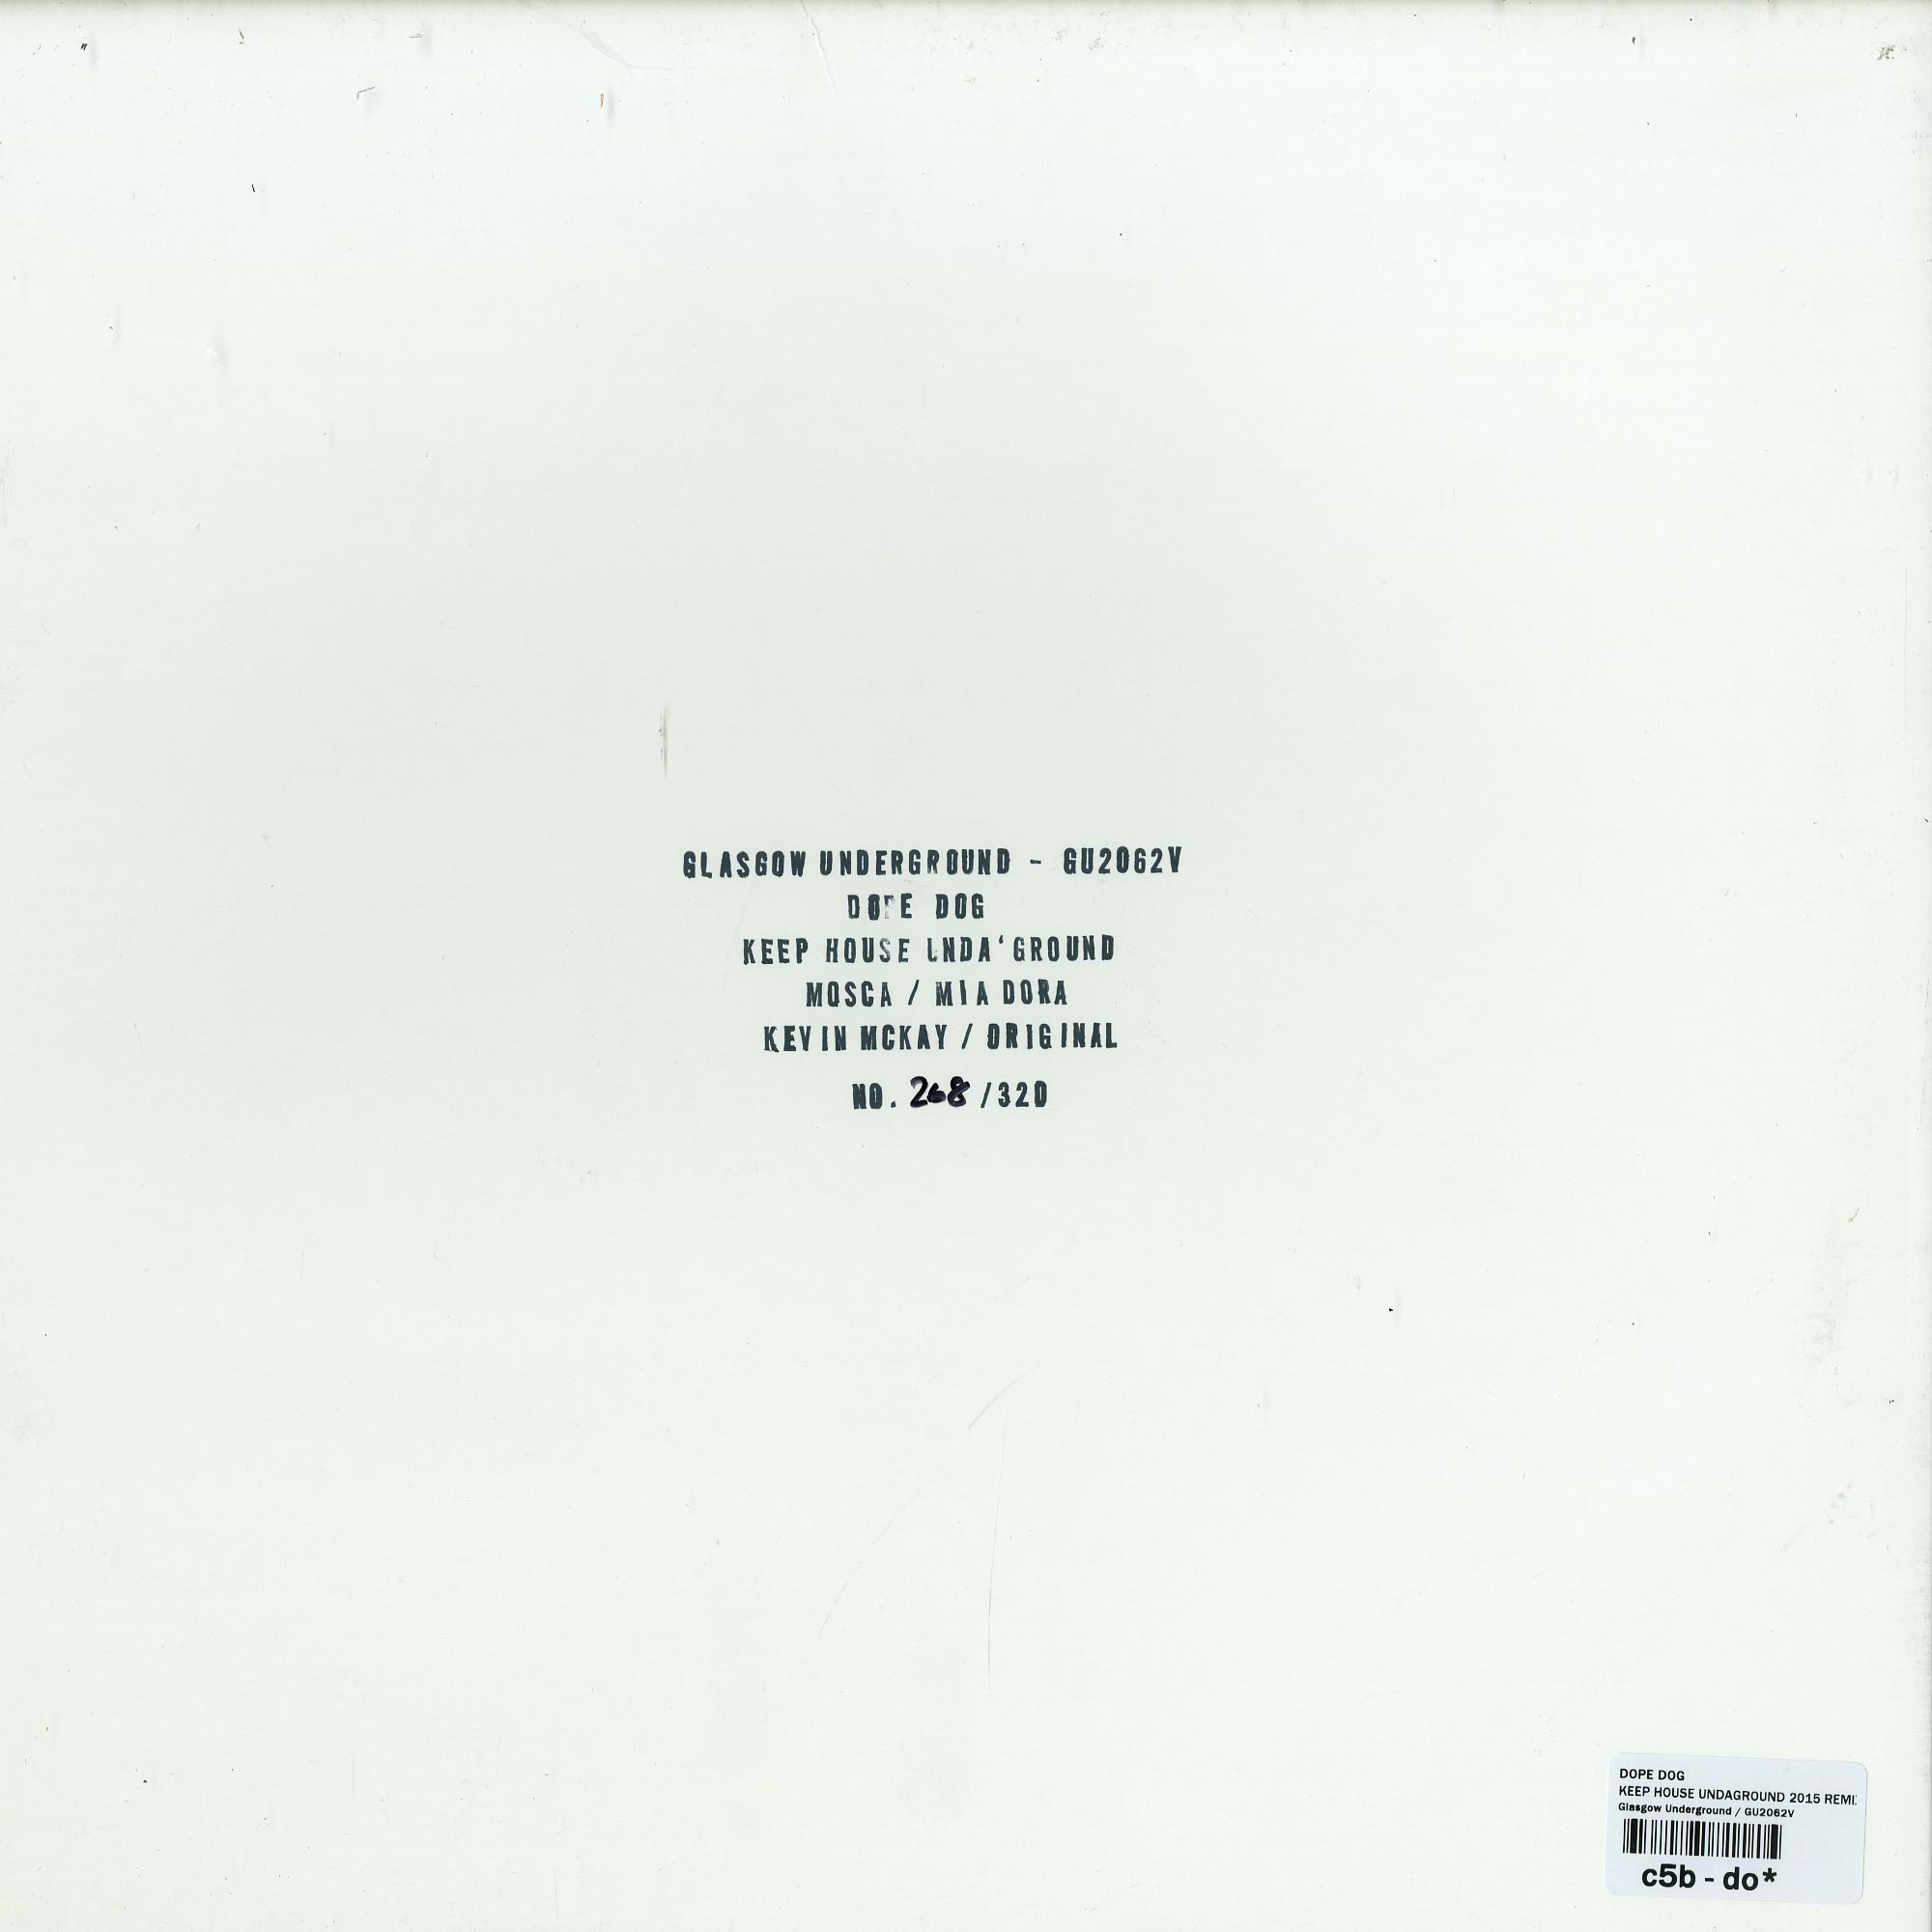 GLASGOW UNDERGROUND - GU2062V
DOPE DOG
KEEP HOUSE UNDA'GROUND
MOSCA / MIA DORA
KEVIN MCKAY / ORIGINAL
NO. 268 /320
DOPE DOG
KEEP HOUSE UNDAGROUND 2015 REMI
Glasgow Underground / GU2062V
c5b - do*